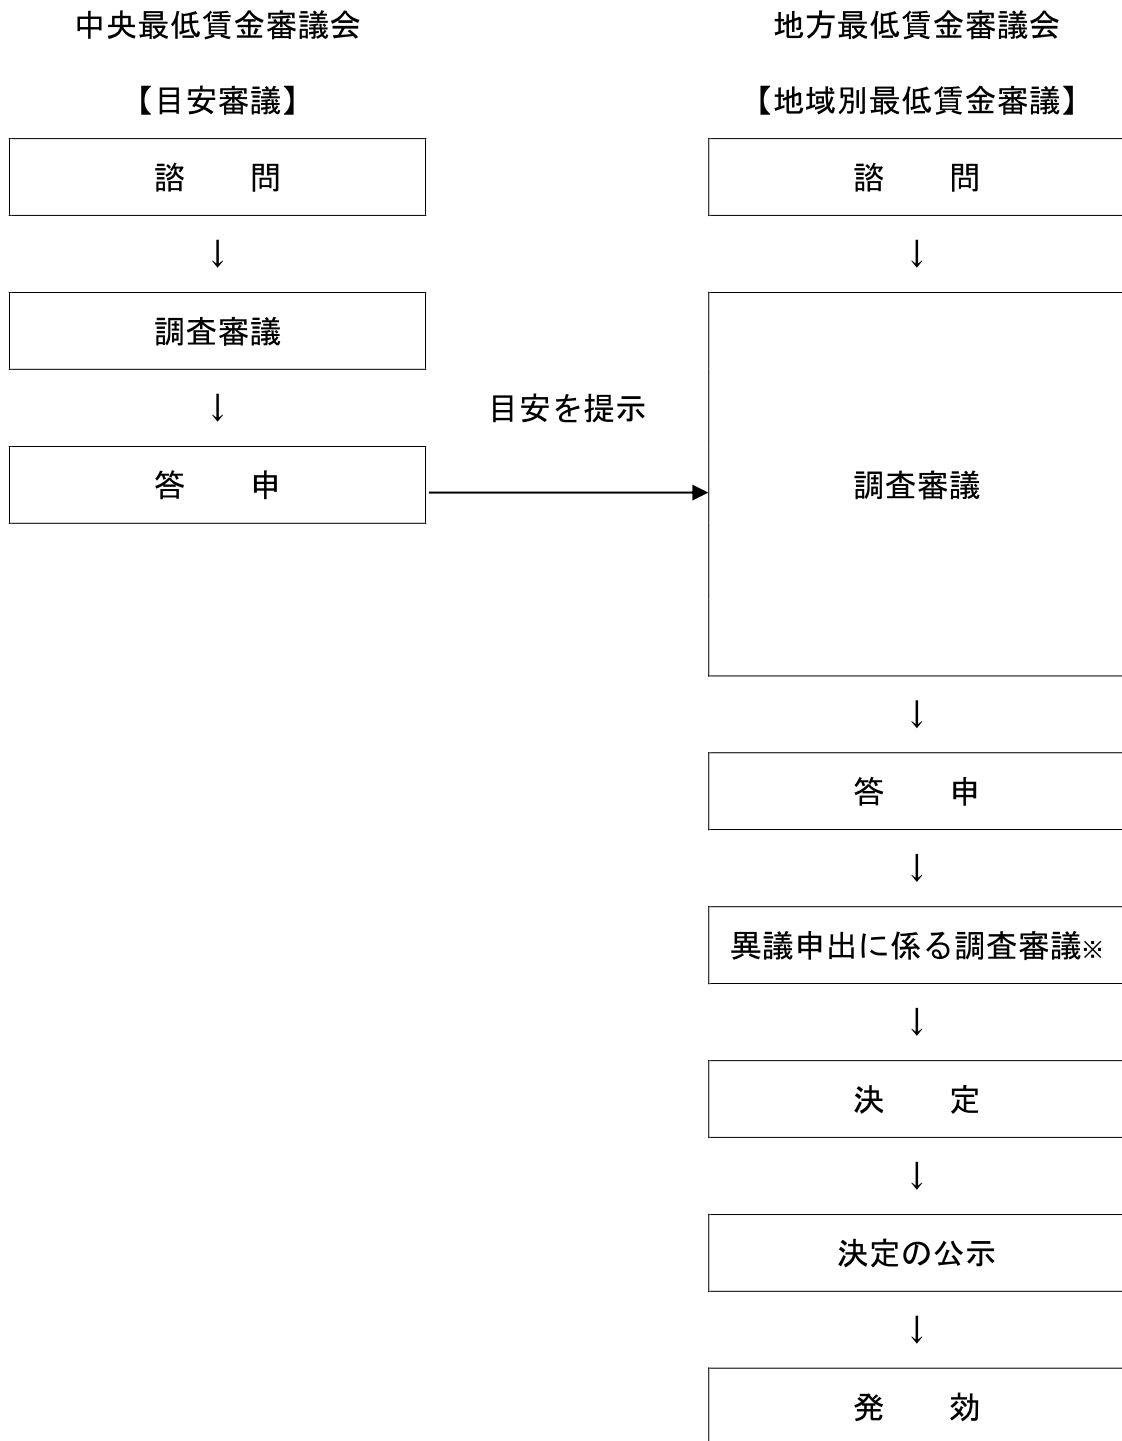 中央最低賃金審議会
【目安審議】
諮　　問
↓
調査審議
↓
答　　申
目安を提示
地方最低賃金審議会
【地域別最低賃金審議】
諮　　問
↓
調査審議
↓
答　　申
↓
異議申出に係る調査審議※
↓
決　　定
↓
決定の公示
↓
発　　効